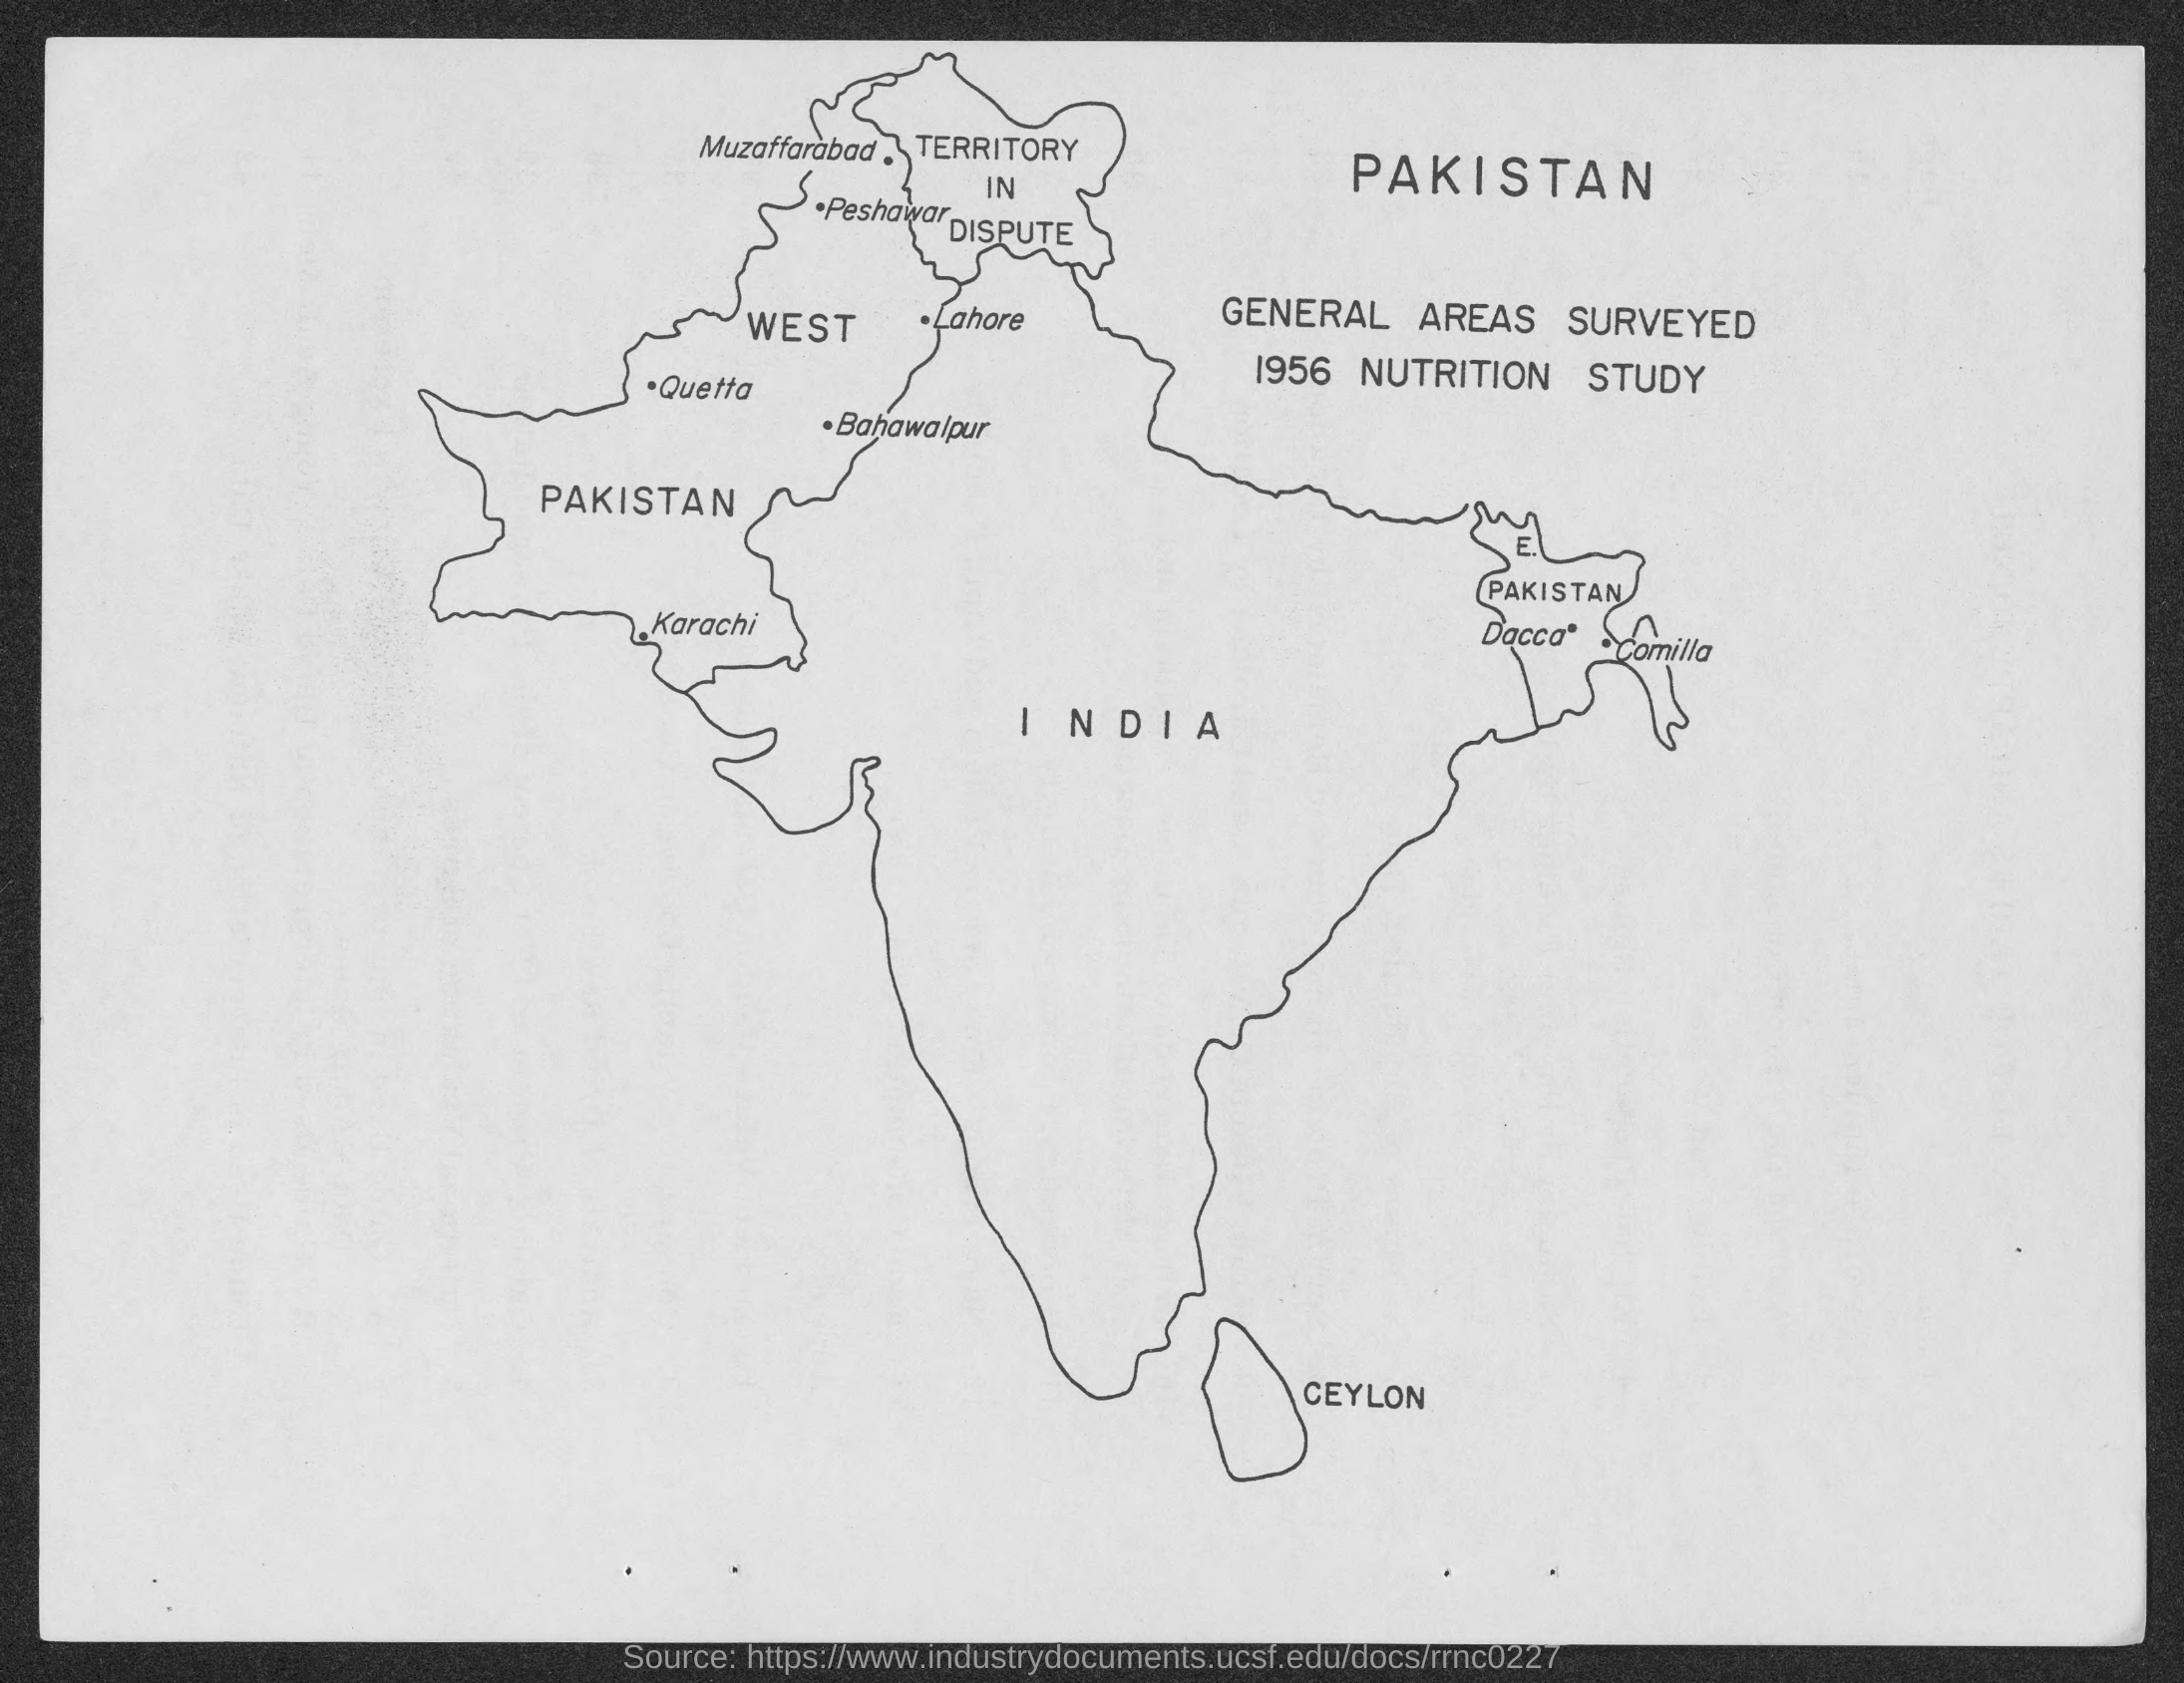 PAKISTAN
GENERAL AREAS SURVEYED
1956 NUTRITION STUDY
Muzaffarabad
TERRITORY
IN
DISPUTE
Peshawar
WEST
Lahore
Quetta
Bahawalpur
PAKISTAN
Karachi
E.
PAKISTAN
Dacca
Comilla
INDIA
CEYLON
Source: https://www.industrydocuments.ucsf.edu/docs/rrnc0227